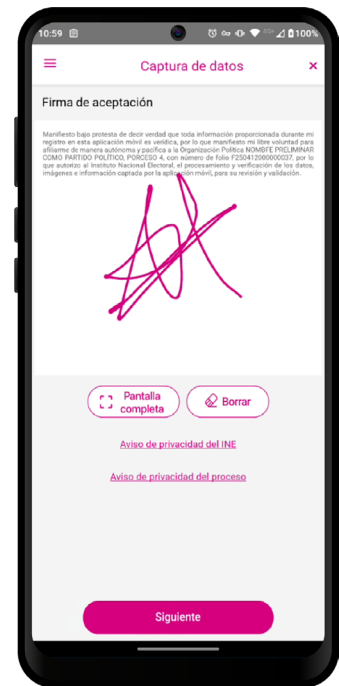 10:59 100%
Captura de datos ×
Firma de aceptación
Manifiesto bajo protesta de decir verdad que toda información proporcionada durante mi
registro en esta aplicación móvil es verídica, por lo que manifiesto mi libre voluntad para
afiliarme de manera autónoma y pacífica a la Organización Política NOMBFE PRELIMINAR
COMO PARTIDO POLÍTICO, PORCESO 4, con número de folio F250412000000037, por lo
que autorizo al Instituto Nacional Electoral, el procesamiento y verificación de los datos,
imágenes e información captada por la aplicación móvil, para su revisión y validación.
Pantalla
completa
Borrar
Aviso de privacidad del INE
Aviso de privacidad del proceso
Siguiente